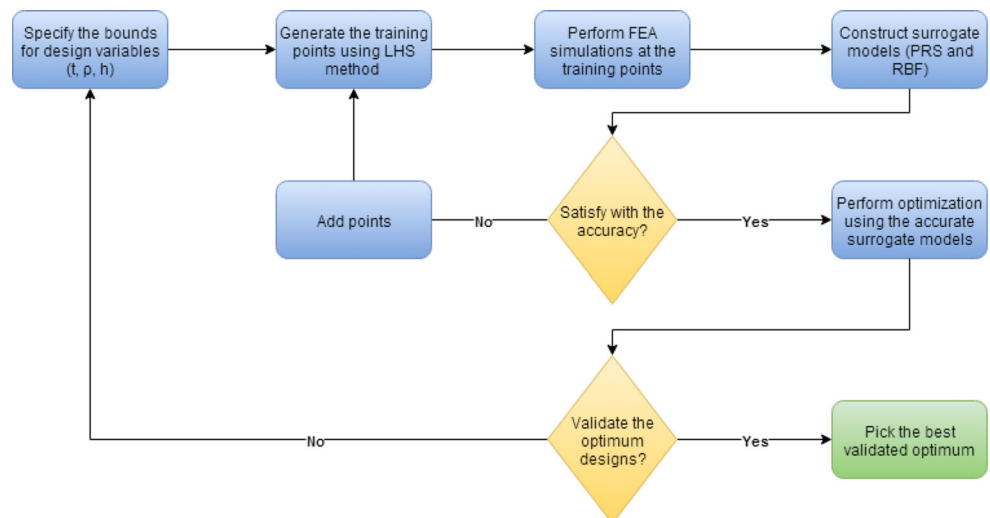 Specify the bounds
for design variables
(t, ρ, h)
Generate the training
points using LHS
method
Perform FEA
simulations at the
training points
Construct surrogate
models (PRS and
RBF)
Add points
No
Satisfy with the
accuracy?
Yes
Perform optimization
using the accurate
surrogate models
No
Validate the
optimum
designs?
Yes
Pick the best
validated optimum